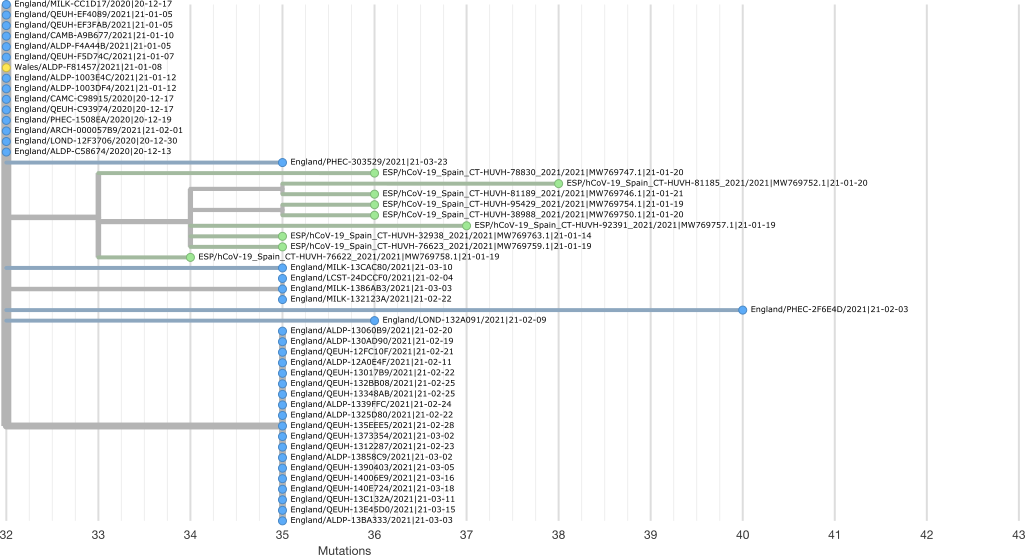 England/MILK-CC1D17/2020|20-12-17
England/QEUH-EF4089/2021|21-01-05
England/QEUH-EF3FAB/2021|21-01-05
England/CAMB-A9B677/2021|21-01-10
England/ALDP-F4A44B/2021|21-01-05
England/QEUH-F5D74C/2021|21-01-07
Wales/ALDP-F81457/2021|21-01-08
England/ALDP-1003E4C/2021|21-01-12
England/ALDP-1003DF4/2021|21-01-12
England/CAMC-C98915/2020|20-12-17
England/QEUH-C93974/2020|20-12-17
England/PHEC-1508EA/2020|20-12-19
England/ARCH-000057B9/2021|21-02-01
England/LOND-12F3706/2020|20-12-30
England/ALDP-C58674/2020|20-12-13
England/PHEC-303529/2021|21-03-23
ESP/hCoV-19_Spain_CT-HUVH-78830_2021/2021|MW769747.1|21-01-20
ESP/hCoV-19_Spain_CT-HUVH-81185_2021/2021|MW769752.1|21-01-20
ESP/hCoV-19_Spain_CT-HUVH-81189_2021/2021|MW769746.1|21-01-21
ESP/hCoV-19_Spain_CT-HUVH-95429_2021/2021|MW769754.1|21-01-19
ESP/hCoV-19_Spain_CT-HUVH-38988_2021/2021|MW769750.1|21-01-20
ESP/hCoV-19_Spain_CT-HUVH-92391_2021/2021|MW769757.1|21-01-19
ESP/hCoV-19_Spain_CT-HUVH-32938_2021/2021|MW769763.1|21-01-14
ESP/hCoV-19_Spain_CT-HUVH-76623_2021/2021|MW769759.1|21-01-19
ESP/hCoV-19_Spain_CT-HUVH-76622_2021/2021|MW769758.1|21-01-19
England/MILK-13CAC80/2021|21-03-10
England/LCST-24DCCF0/2021|21-02-04
England/MILK-1386AB3/2021|21-03-03
England/MILK-132123A/2021|21-02-22
England/PHEC-2F6E4D/2021|21-02-03
England/LOND-132A091/2021|21-02-09
England/ALDP-13060B9/2021|21-02-20
England/ALDP-130AD90/2021|21-02-19
England/QEUH-12FC10F/2021|21-02-21
England/ALDP-12A0E4F/2021|21-02-11
England/QEUH-13017B9/2021|21-02-22
England/QEUH-132BB08/2021|21-02-25
England/QEUH-13348AB/2021|21-02-25
England/ALDP-1339FFC/2021|21-02-24
England/ALDP-1325D80/2021|21-02-22
England/QEUH-135EEE5/2021|21-02-28
England/QEUH-1373354/2021|21-03-02
England/QEUH-1312287/2021|21-02-23
England/ALDP-13858C9/2021|21-03-02
England/QEUH-1390403/2021|21-03-05
England/QEUH-14006E9/2021|21-03-16
England/QEUH-140E724/2021|21-03-18
England/QEUH-13C132A/2021|21-03-11
England/QEUH-13E45D0/2021|21-03-15
England/ALDP-13BA333/2021|21-03-03
32 33 34 35 36 37 38 39 40 41 42 43
Mutations